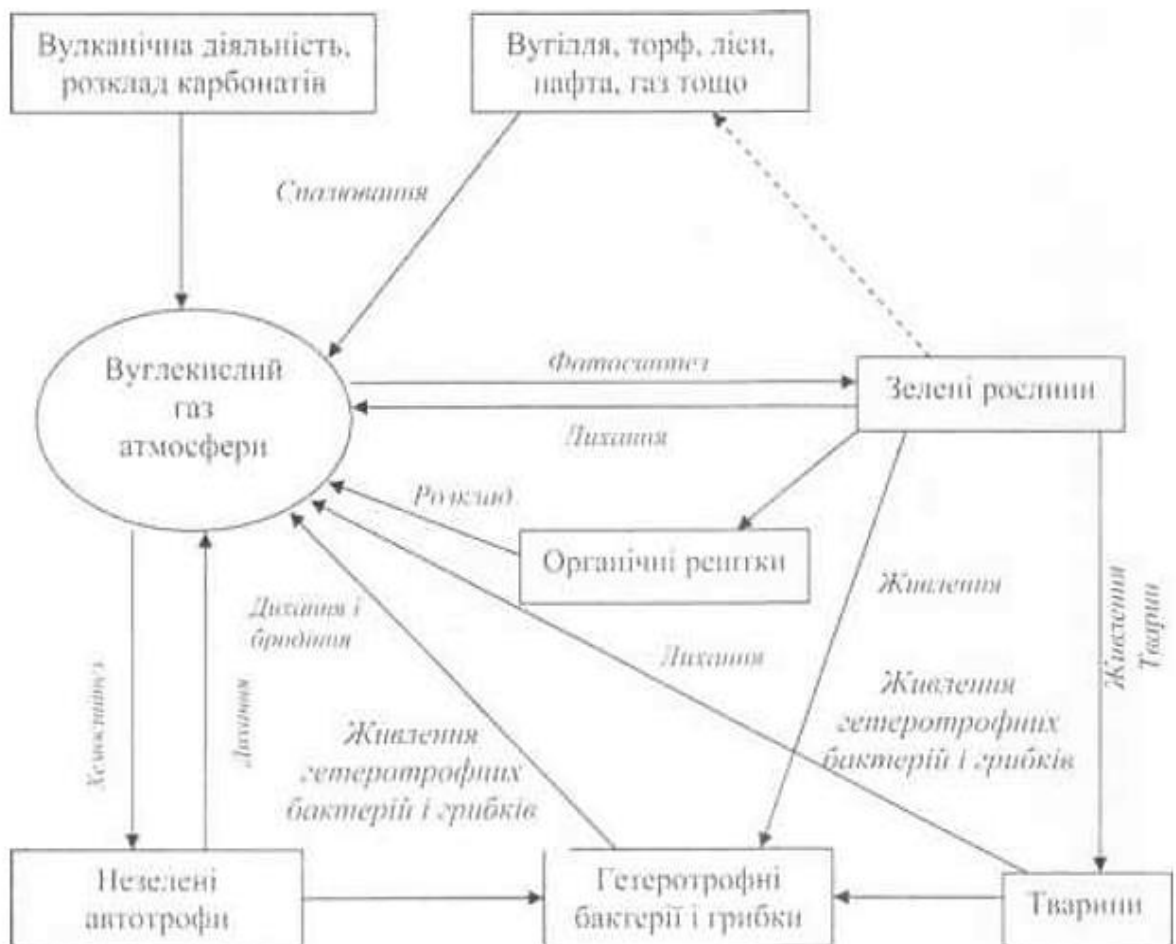 Вулканічна діяльність,
розклад карбонатів
Вугілля, торф, ліси,
нафта, газ тощо
Спалювання
Вуглекислий
газ
атмосфери
Фотосинтез
Зелені рослини
Дихання
Розклад
Органічні рештки
Живлення
Дихання і
бродіння
Дихання
Живлення
Тварин
Живлення
гетеротрофних
бактерій і грибків
Хемосинтез
Дихання
Живлення
гетеротрофних
бактерій і грибків
Незелені
автотрофи
Гетеротрофні
бактерії і грибки
Тварини